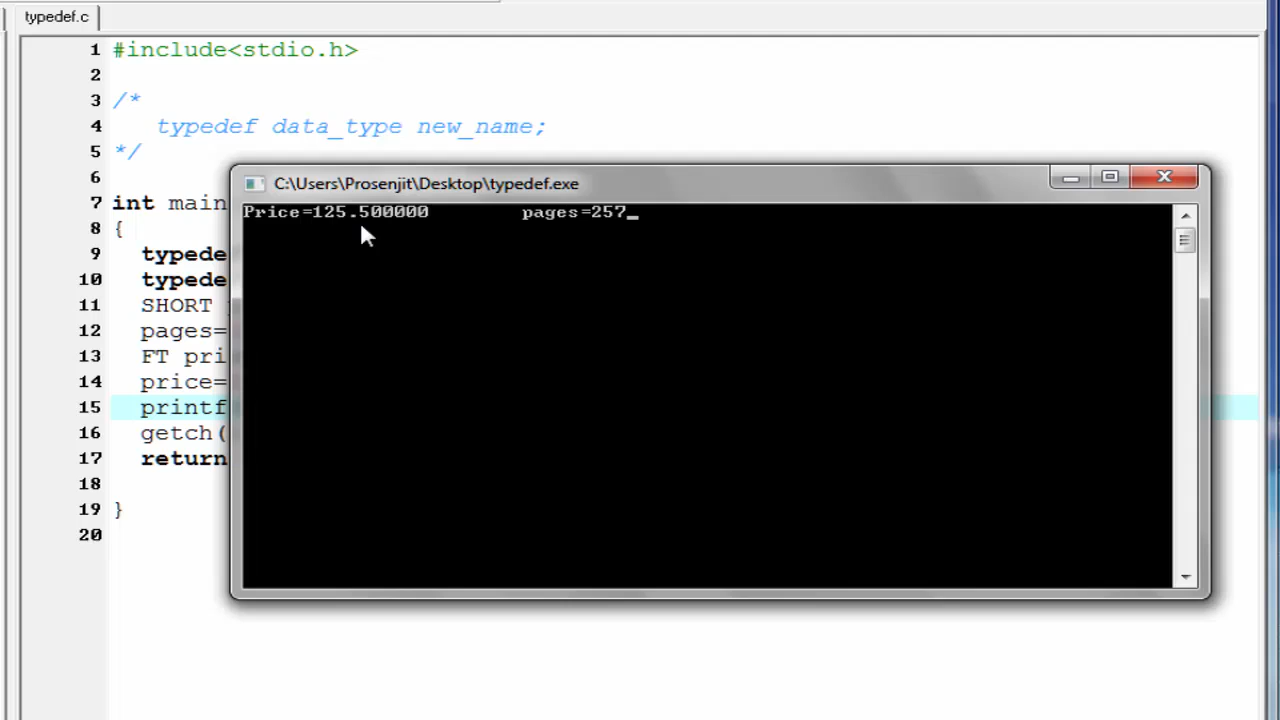 typedef.c
1 #include<stdio.h>
2
3 /*
4 typedef data_type new_name;
5 */
6
C:\Users\Prosenjit\Desktop\typedef.exe
7 int main
Price=125.500000 pages=257_
8 {
9 typede
10 typede
11 SHORT
12 pages=
13 FT pri
14 price=
15 printf
16 getch(
17 return
18
19 }
20